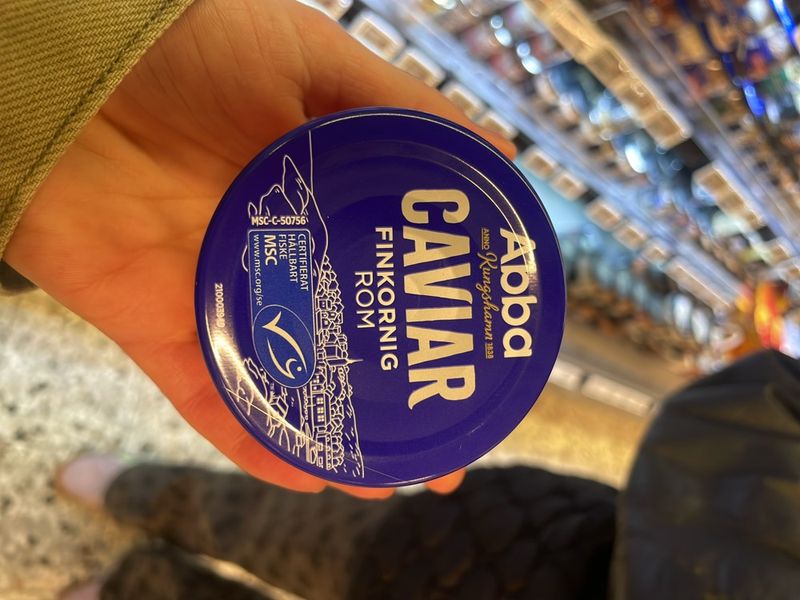 Abba
ANNO Kungshamn 1838
CAVIAR
FINKORNIG
ROM
MSC-C-50756
CERTIFIERAT
HÅLLBART
FISKE
MSC
www.msc.org/se